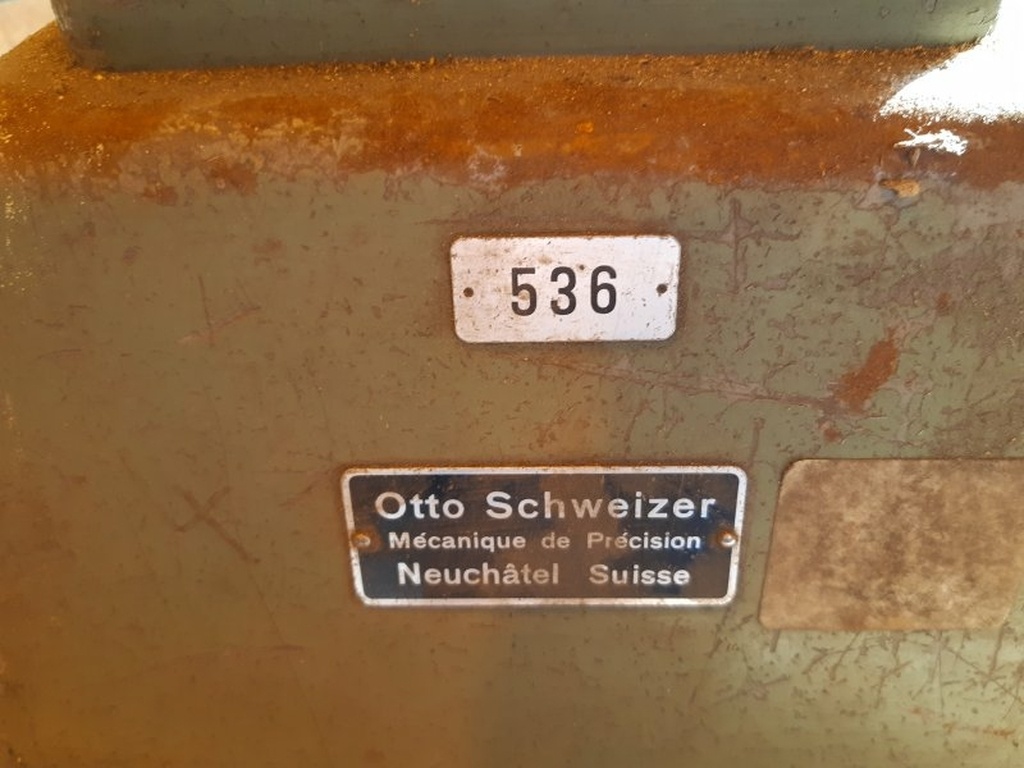 536
Otto Schweizer
Mécanique de Précision
Neuchâtel Suisse